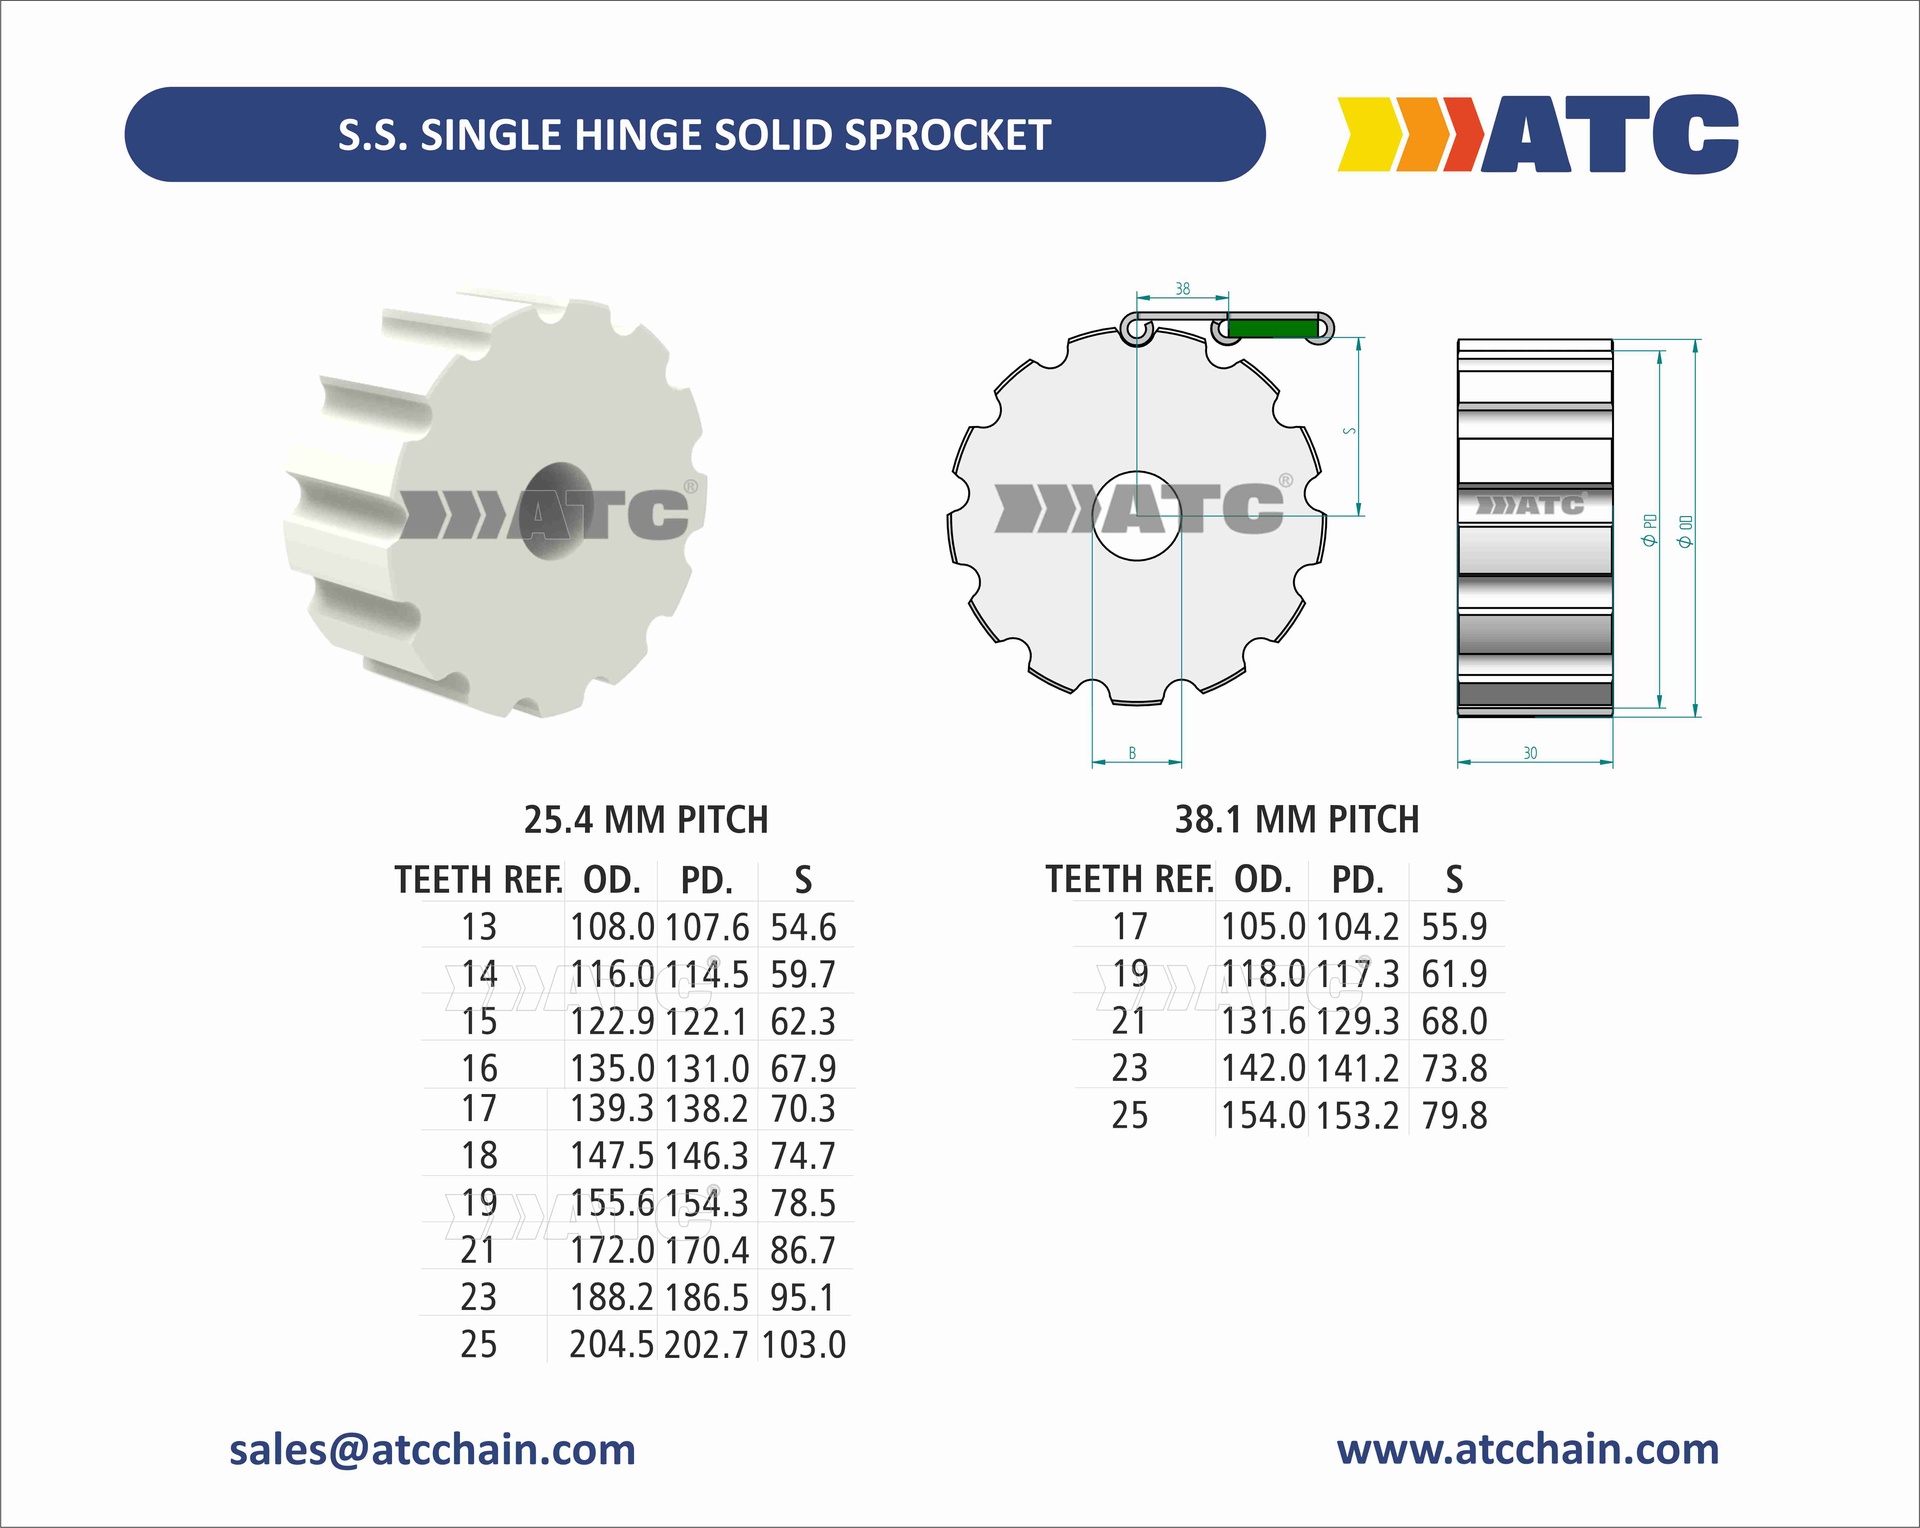 S.S. SINGLE HINGE SOLID SPROCKET
ATC
38
S
ATC®
ATC®
ATC
Φ PD
Φ OD
B
30
25.4 MM PITCH
TEETH REF. OD. PD. S
13 108.0 107.6 54.6
14 116.0 114.5 59.7
15 122.9 122.1 62.3
16 135.0 131.0 67.9
17 139.3 138.2 70.3
18 147.5 146.3 74.7
19 155.6 154.3 78.5
21 172.0 170.4 86.7
23 188.2 186.5 95.1
25 204.5 202.7 103.0
ATC®
ATC®
38.1 MM PITCH
TEETH REF. OD. PD. S
17 105.0 104.2 55.9
19 118.0 117.3 61.9
21 131.6 129.3 68.0
23 142.0 141.2 73.8
25 154.0 153.2 79.8
ATC®
sales@atcchain.com
www.atcchain.com